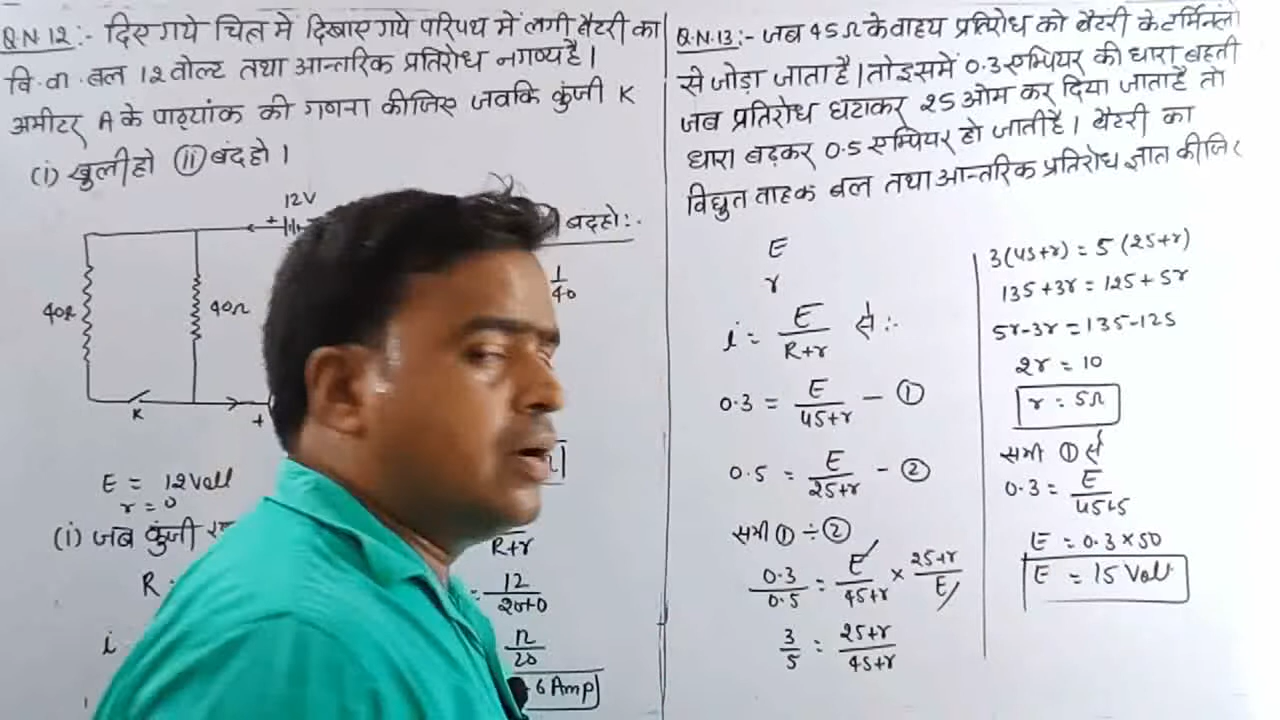 Q.N.12:- दिए गये चित्र में दिखाए गये परिपथ में लगी बैटरी का
वि. वा. बल 12 वोल्ट तथा आन्तरिक प्रतिरोध नगण्य है।
अमीटर A के पाठ्यांक की गणना कीजिए जबकि कुंजी K
(i) खुली हो (ii) बंद हो।
12V
+
40Ω
40Ω
K
+
E = 12 Volt
r = 0
(i) जब कुंजी
R
i
बंद हो:-
1/40
R+r
= 12/20+0
12/20
6 Amp
Q.N.13:- जब 45Ω के वाहय प्रतिरोध को बैटरी के टर्मिनलो
से जोड़ा जाता है। तो इसमें 0.3 एम्पियर की धारा बहती
जब प्रतिरोध घटाकर 25 ओम कर दिया जाता है तो
धारा बढ़कर 0.5 एम्पियर हो जाती है। बैटरी का
विद्युत वाहक बल तथा आन्तरिक प्रतिरोध ज्ञात कीजिए
E
r
i = E/R+r से:-
0.3 = E/45+r - ①
0.5 = E/25+r - ②
समी ① ÷ ②
0.3/0.5 = E/45+r × 25+r/E
3/5 = 25+r/45+r
3(45+r) = 5(25+r)
135+3r = 125+5r
5r-3r = 135-125
2r = 10
r = 5Ω
समी ① से
0.3 = E/45+5
E = 0.3×50
E = 15 Volt